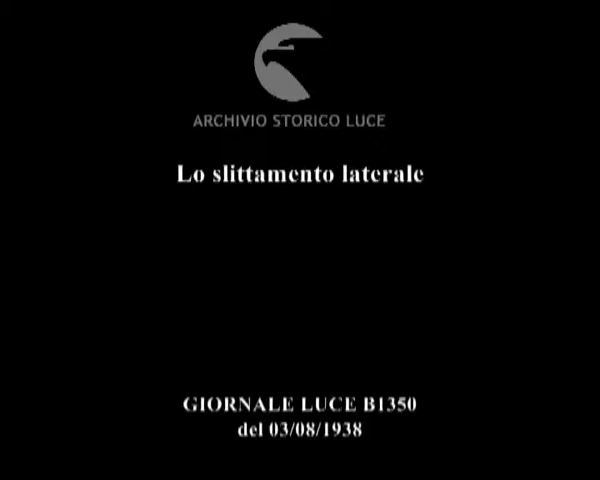 ARCHIVIO STORICO LUCE
Lo slittamento laterale
GIORNALE LUCE B1350
del 03/08/1938